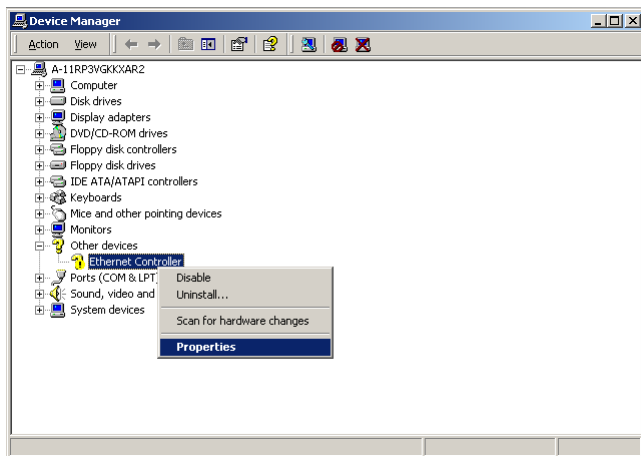 Device Manager
Action View
A-11RP3VGKKXAR2
Computer
Disk drives
Display adapters
DVD/CD-ROM drives
Floppy disk controllers
Floppy disk drives
IDE ATA/ATAPI controllers
Keyboards
Mice and other pointing devices
Monitors
Other devices
Ethernet Controller
Ports (COM & LPT)
Sound, video and
System devices
Disable
Uninstall...
Scan for hardware changes
Properties